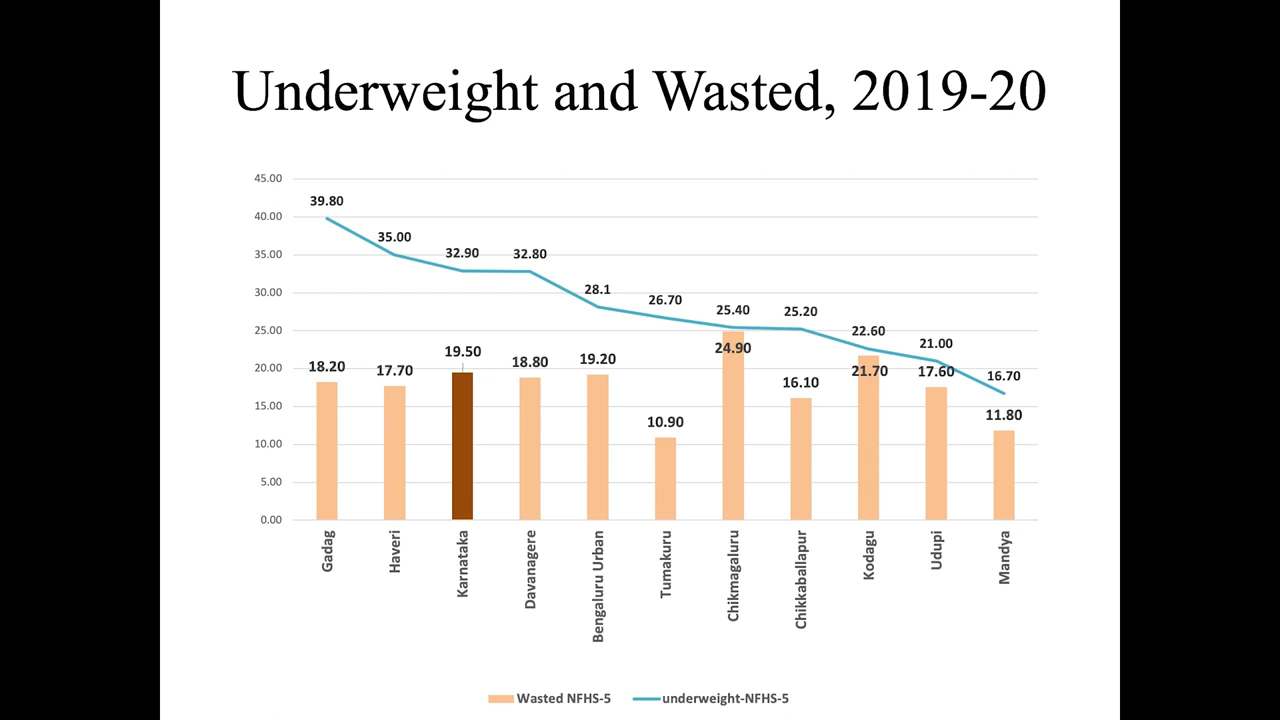 Underweight and Wasted, 2019-20
45.00
40.00
35.00
30.00
25.00
20.00
15.00
10.00
5.00
0.00
39.80
35.00
32.90
32.80
28.1
26.70
25.40
25.20
22.60
21.00
16.70
18.20
17.70
19.50
18.80
19.20
10.90
24.90
16.10
21.70
17.60
11.80
Gadag
Haveri
Karnataka
Davanagere
Bengaluru Urban
Tumakuru
Chikmagaluru
Chikkaballapur
Kodagu
Udupi
Mandya
Wasted NFHS-5
underweight-NFHS-5